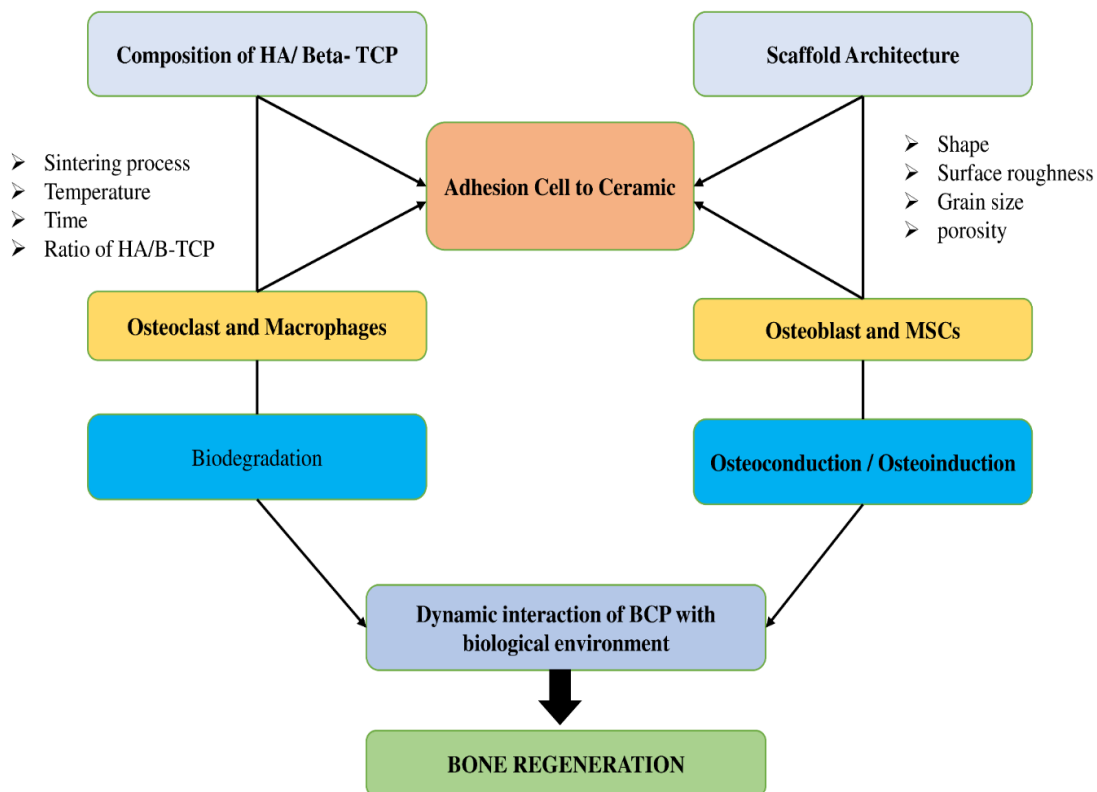 Composition of HA/ Beta- TCP
Scaffold Architecture
Adhesion Cell to Ceramic
➢ Sintering process
➢ Temperature
➢ Time
➢ Ratio of HA/B-TCP
➢ Shape
➢ Surface roughness
➢ Grain size
➢ porosity
Osteoclast and Macrophages
Osteoblast and MSCs
Biodegradation
Osteoconduction / Osteoinduction
Dynamic interaction of BCP with
biological environment
BONE REGENERATION